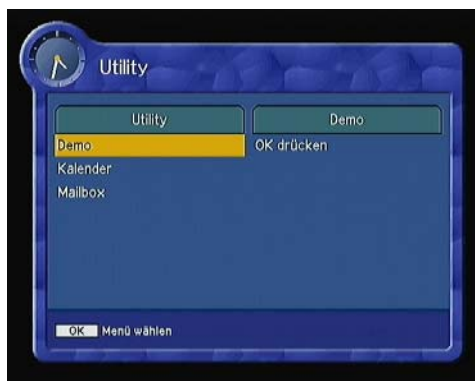 Utility
Utility Demo
Demo OK drücken
Kalender
Mailbox
OK Menü wählen